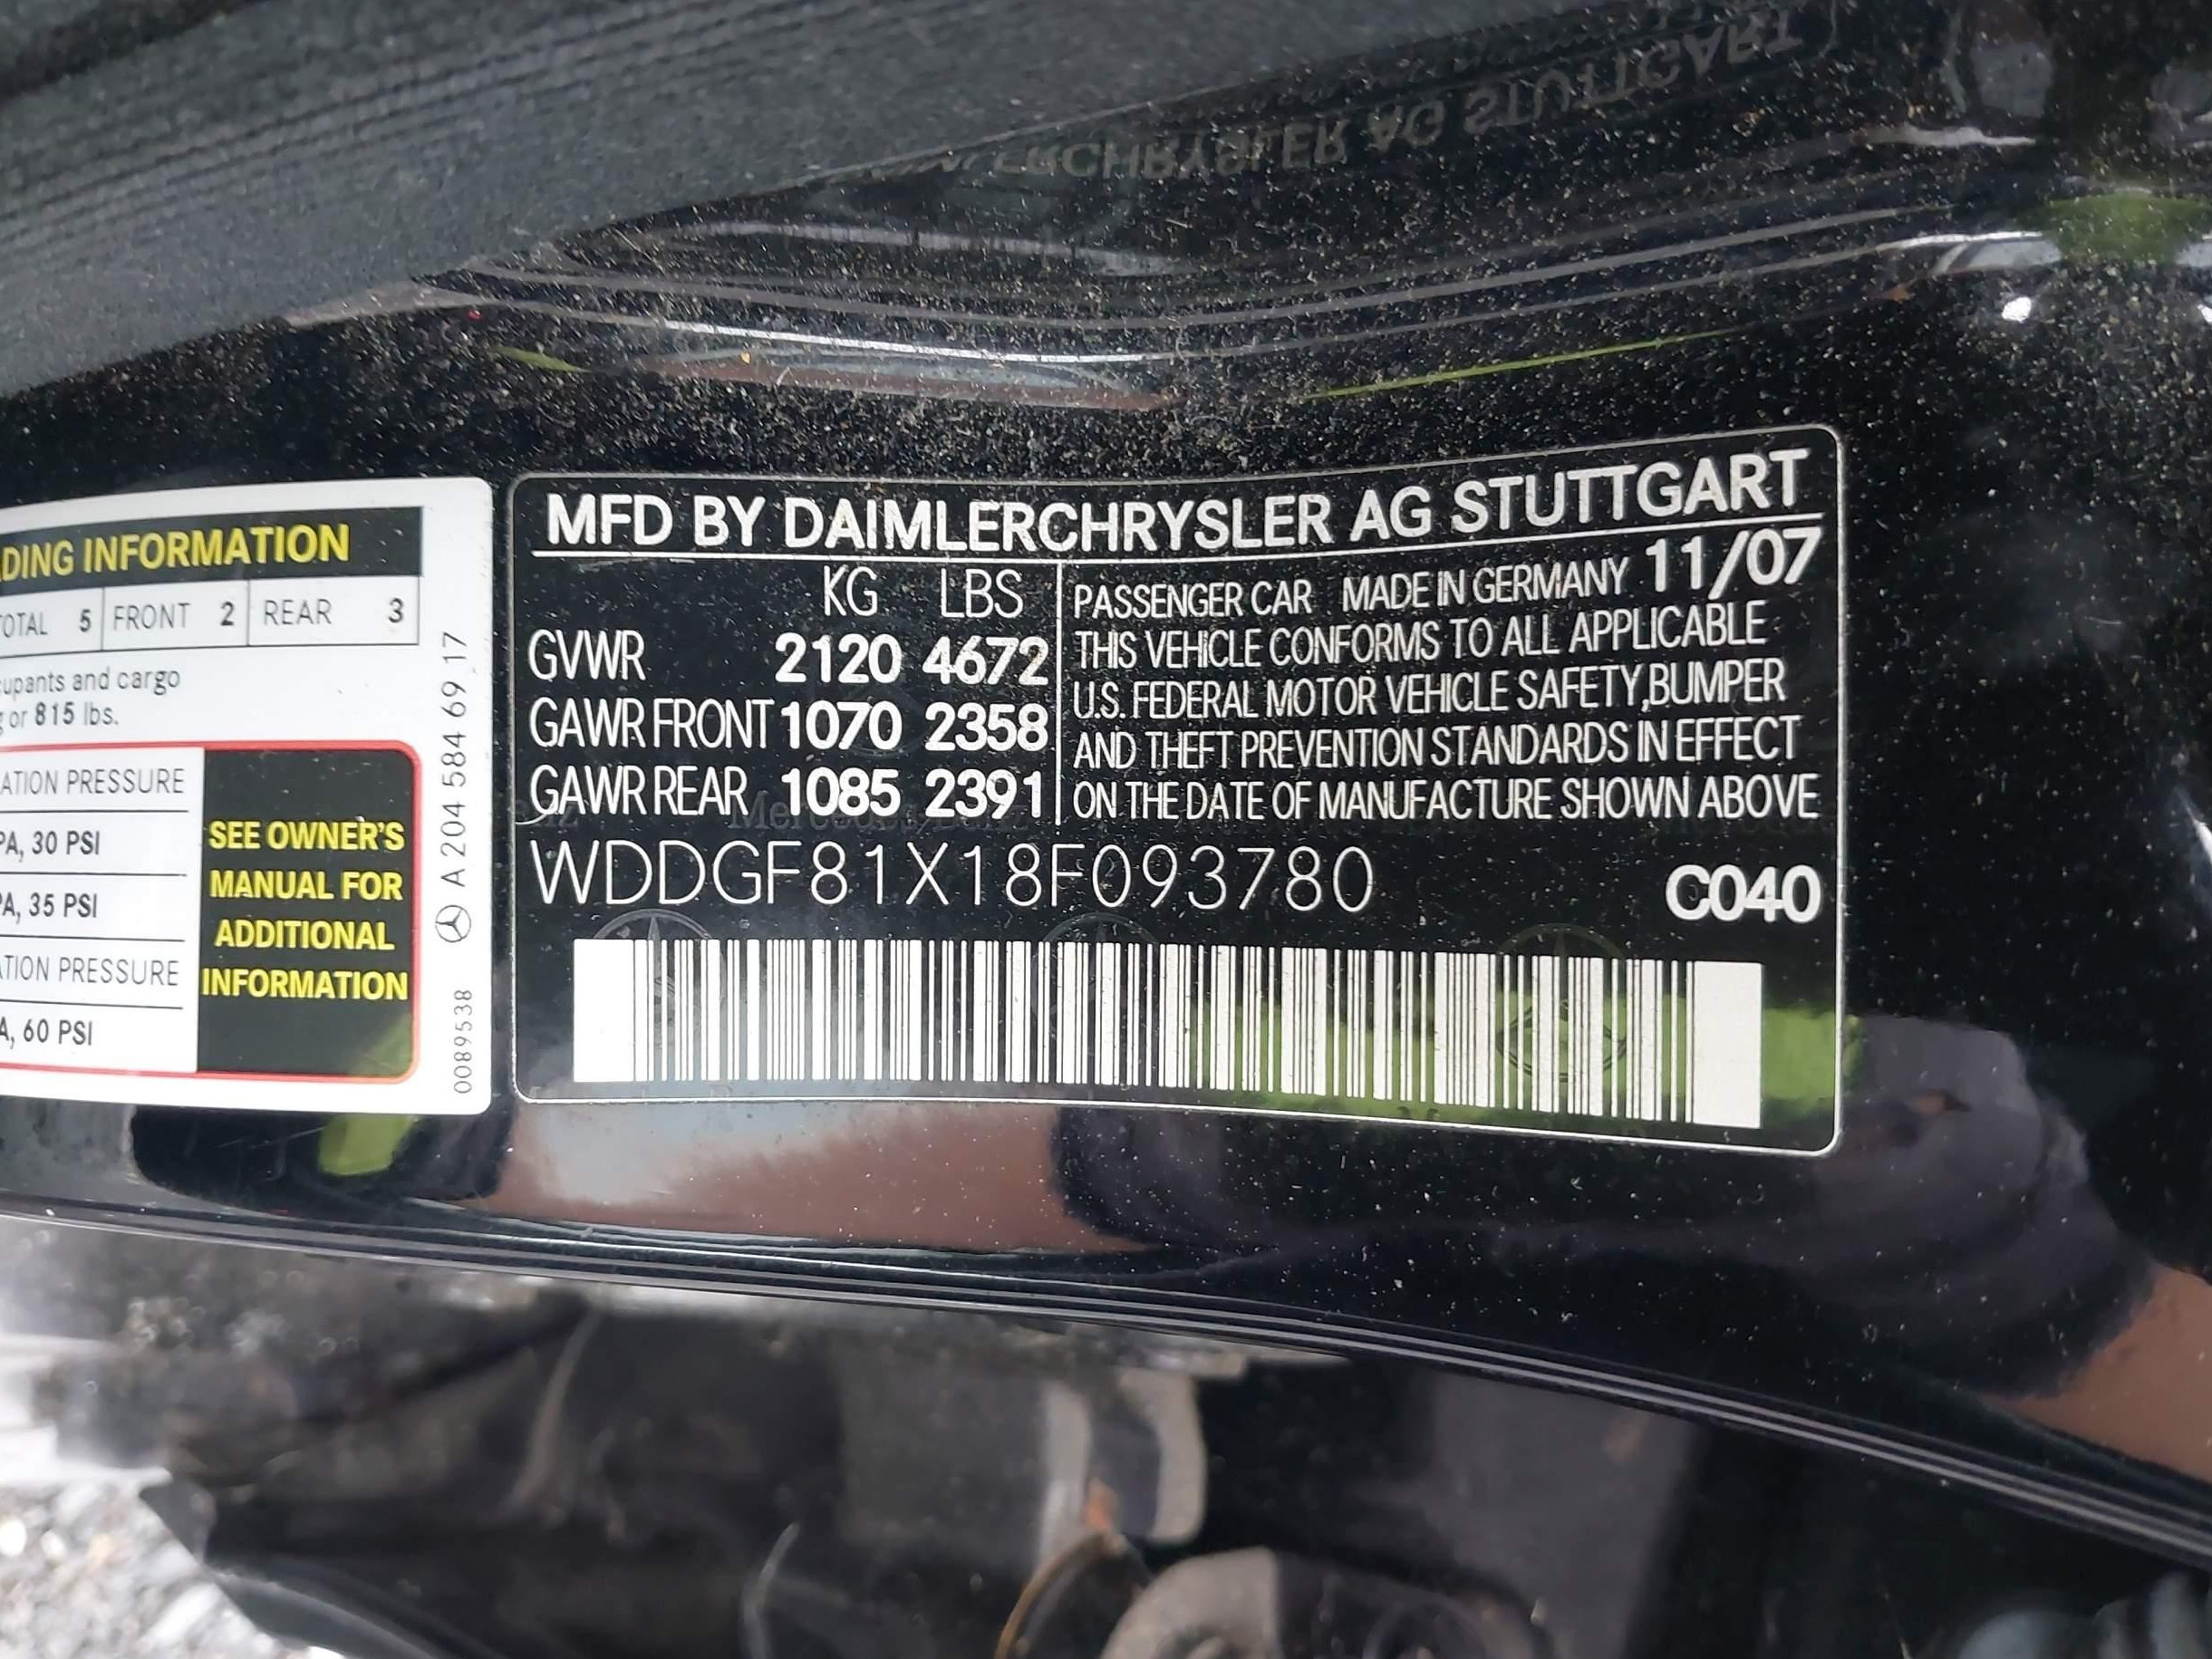 DING INFORMATION
OTAL 5 FRONT 2 REAR 3
cupants and cargo
or 815 lbs.
ATION PRESSURE
PA, 30 PSI
PA, 35 PSI
TION PRESSURE
A, 60 PSI
SEE OWNER'S
MANUAL FOR
ADDITIONAL
INFORMATION
A 204 584 69 17
0089538
MFD BY DAIMLERCHRYSLER AG STUTTGART
KG LBS
GVWR 2120 4672
GAWR FRONT 1070 2358
GAWR REAR 1085 2391
PASSENGER CAR MADE IN GERMANY 11/07
THIS VEHICLE CONFORMS TO ALL APPLICABLE
U.S. FEDERAL MOTOR VEHICLE SAFETY,BUMPER
AND THEFT PREVENTION STANDARDS IN EFFECT
ON THE DATE OF MANUFACTURE SHOWN ABOVE
WDDGF81X18F093780
C040